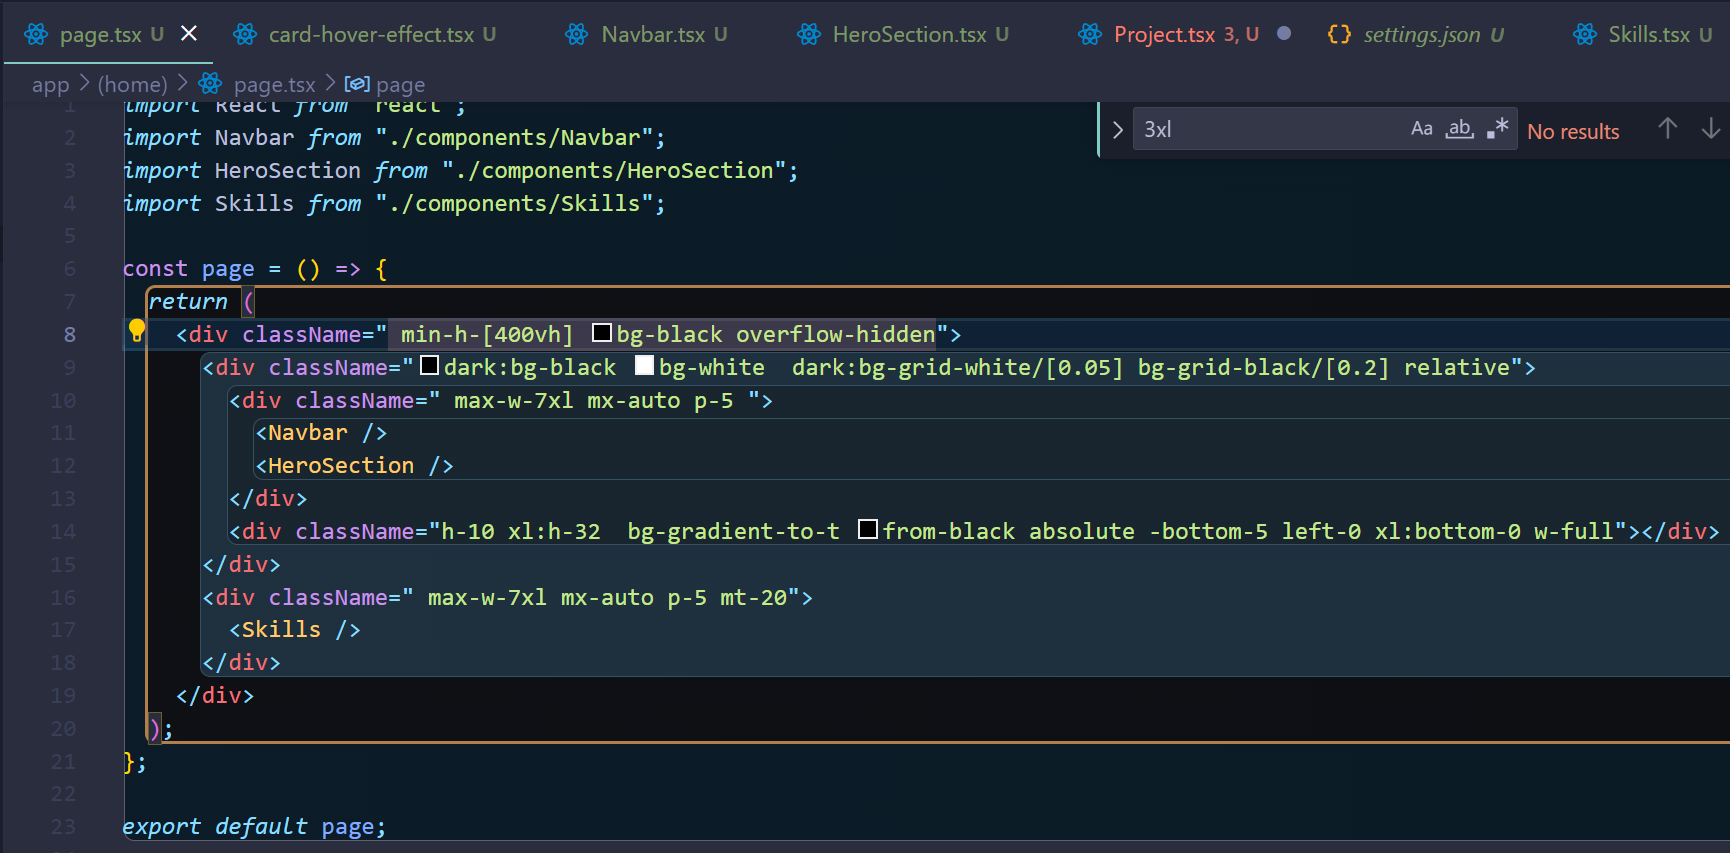 page.tsx U card-hover-effect.tsx U Navbar.tsx U HeroSection.tsx U Project.tsx 3, U settings.json U Skills.tsx U
app (home) page.tsx page
3xl Aa ab .* No results
1 import React from "react";
2 import Navbar from "./components/Navbar";
3 import HeroSection from "./components/HeroSection";
4 import Skills from "./components/Skills";
5
6 const page = () => {
7 return (
8 <div className=" min-h-[400vh] bg-black overflow-hidden">
9 <div className="dark:bg-black bg-white  dark:bg-grid-white/[0.05] bg-grid-black/[0.2] relative">
10 <div className=" max-w-7xl mx-auto p-5 ">
11 <Navbar />
12 <HeroSection />
13 </div>
14 <div className="h-10 xl:h-32  bg-gradient-to-t from-black absolute -bottom-5 left-0 xl:bottom-0 w-full"></div>
15 </div>
16 <div className=" max-w-7xl mx-auto p-5 mt-20">
17 <Skills />
18 </div>
19 </div>
20 );
21 };
22
23 export default page;